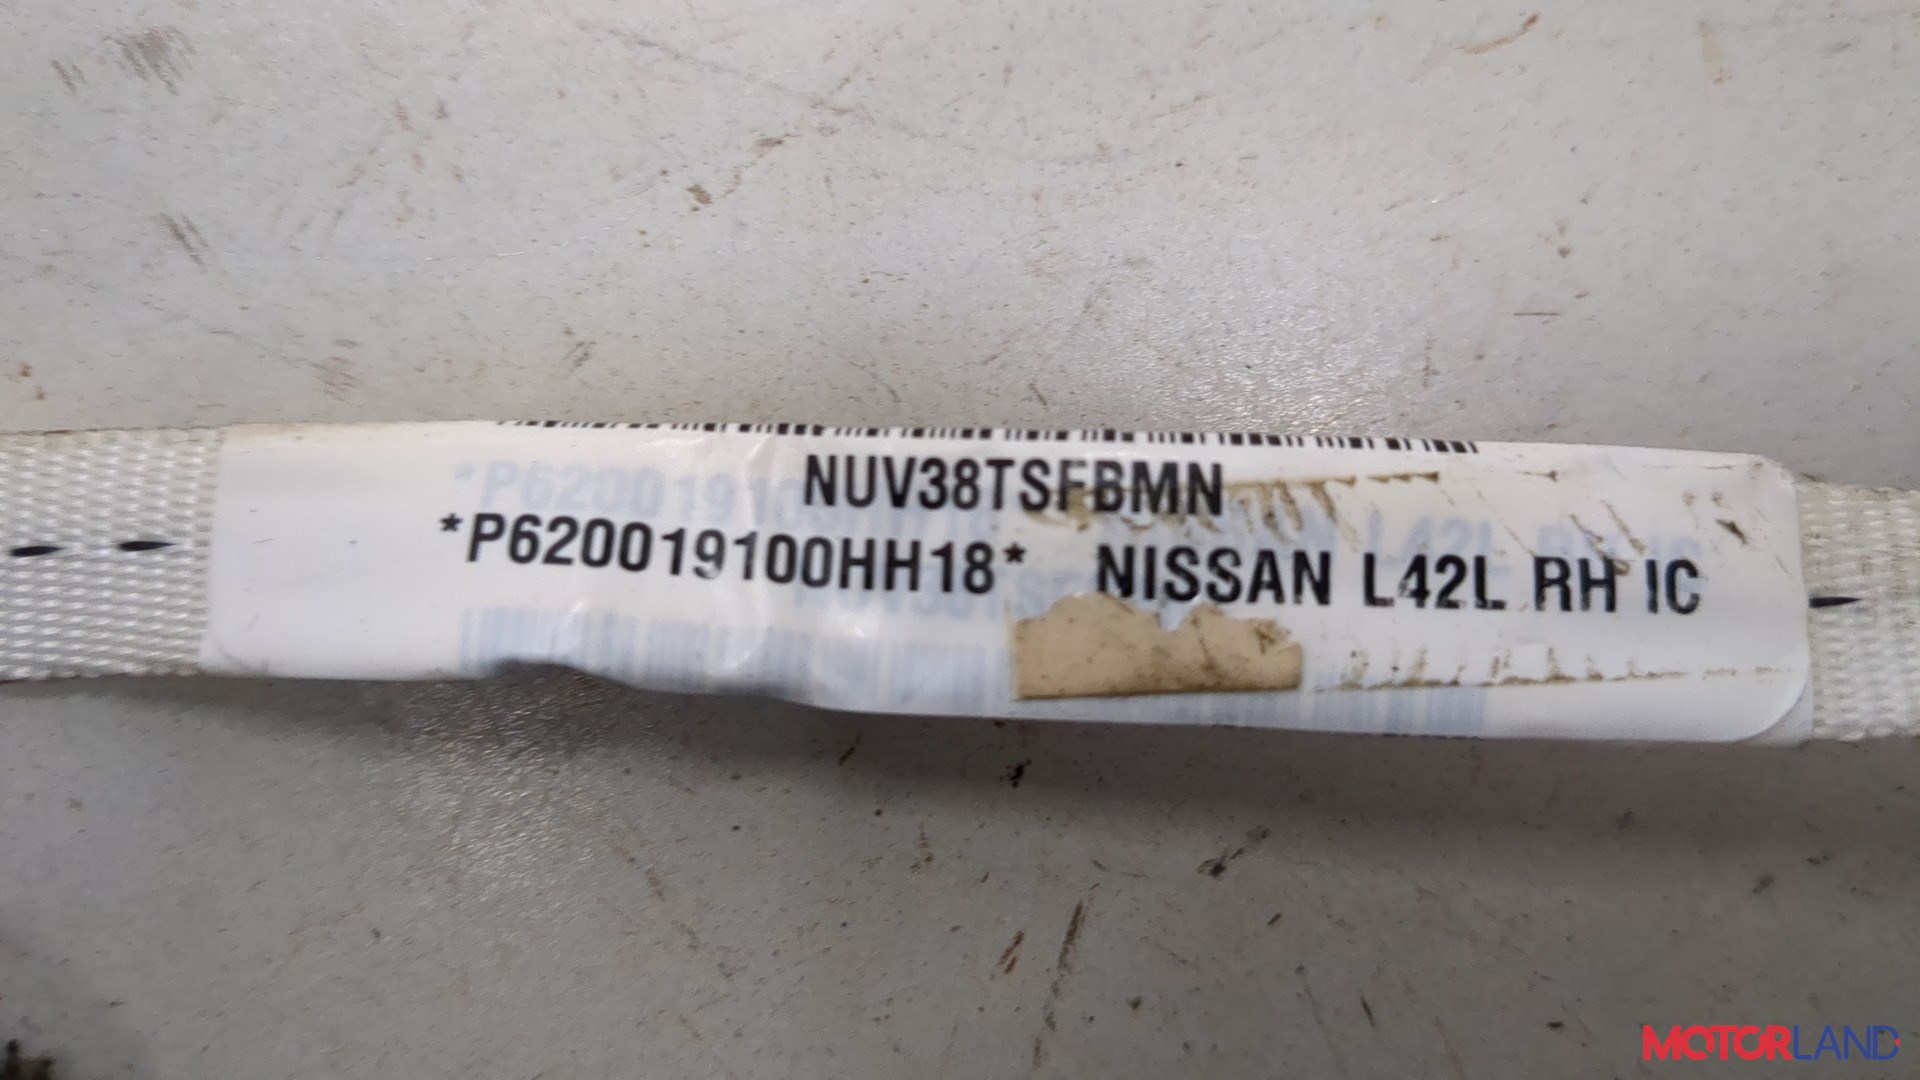 NUV38TSFBMN
*P620019100HH18* NISSAN L42L RH IC
MOTORLAND